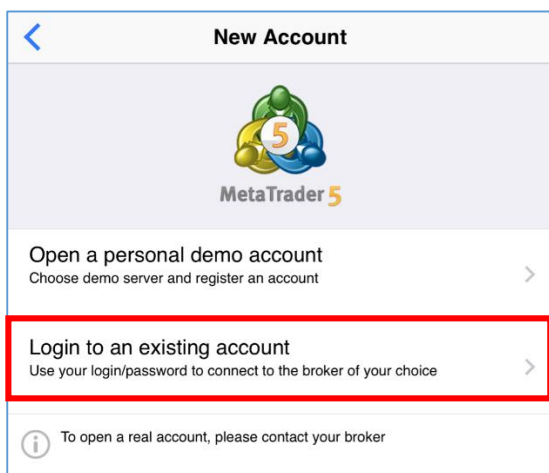 New Account
5
MetaTrader 5
Open a personal demo account
Choose demo server and register an account
Login to an existing account
Use your login/password to connect to the broker of your choice
To open a real account, please contact your broker